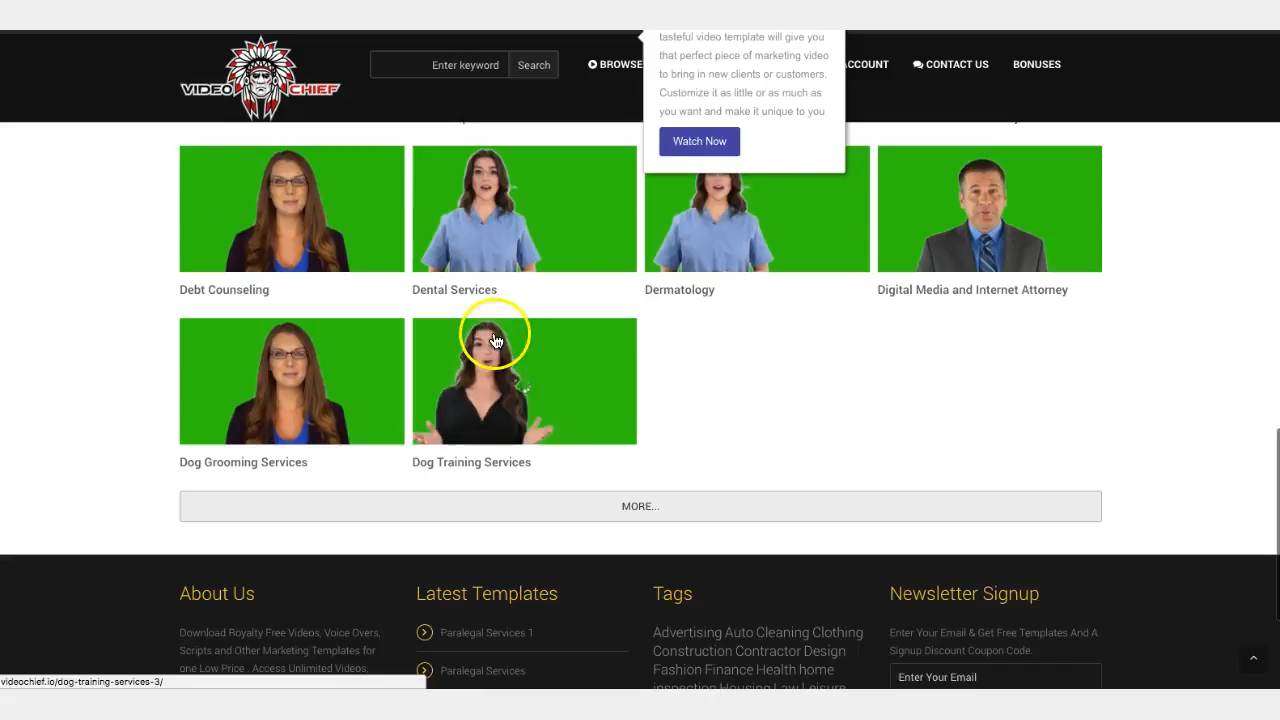 VIDEO CHIEF
Enter keyword
Search
BROWSE
ACCOUNT
CONTACT US
BONUSES
tasteful video template will give you
that perfect piece of marketing video
to bring in new clients or customers.
Customize it as little or as much as
you want and make it unique to you
Watch Now
Debt Counseling
Dental Services
Dermatology
Digital Media and Internet Attorney
Dog Grooming Services
Dog Training Services
MORE...
About Us
Download Royalty Free Videos, Voice Overs,
Scripts and Other Marketing Templates for
one Low Price . Access Unlimited Videos,
Latest Templates
Paralegal Services 1
Paralegal Services
Tags
Advertising Auto Cleaning Clothing
Construction Contractor Design
Fashion Finance Health home
inspection Housing Law Leisure
Newsletter Signup
Enter Your Email & Get Free Templates And A
Signup Discount Coupon Code.
Enter Your Email
videochief.io/dog-training-services-3/